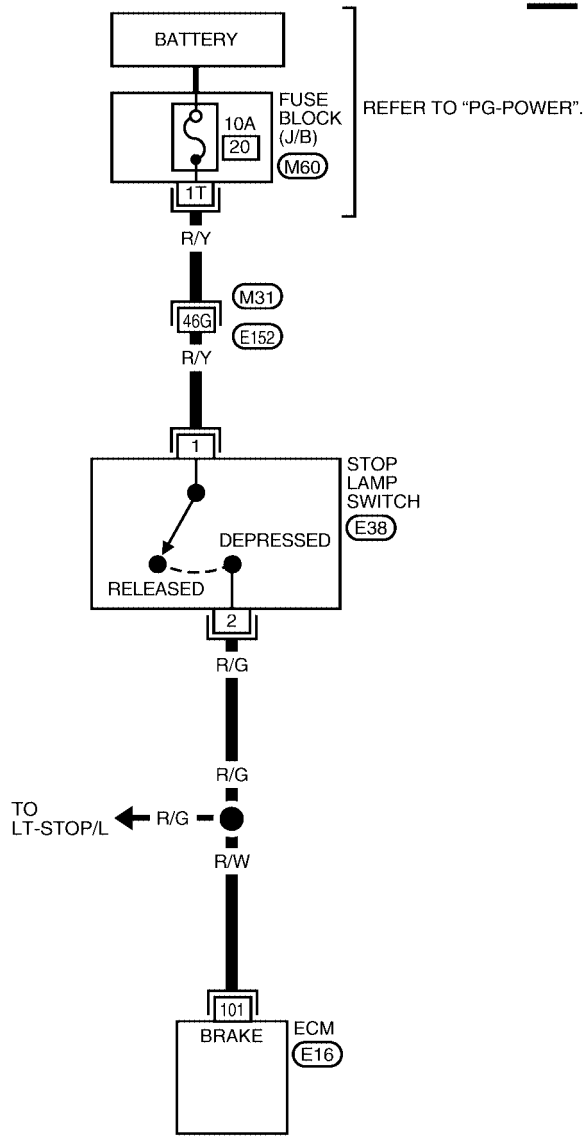 BATTERY
FUSE
BLOCK
(J/B)
REFER TO "PG-POWER".
10A
20
M60
1T
R/Y
M31
46G
E152
R/Y
1
STOP
LAMP
SWITCH
E38
DEPRESSED
RELEASED
2
R/G
R/G
TO
LT-STOP/L
R/G
R/W
101
BRAKE
ECM
E16